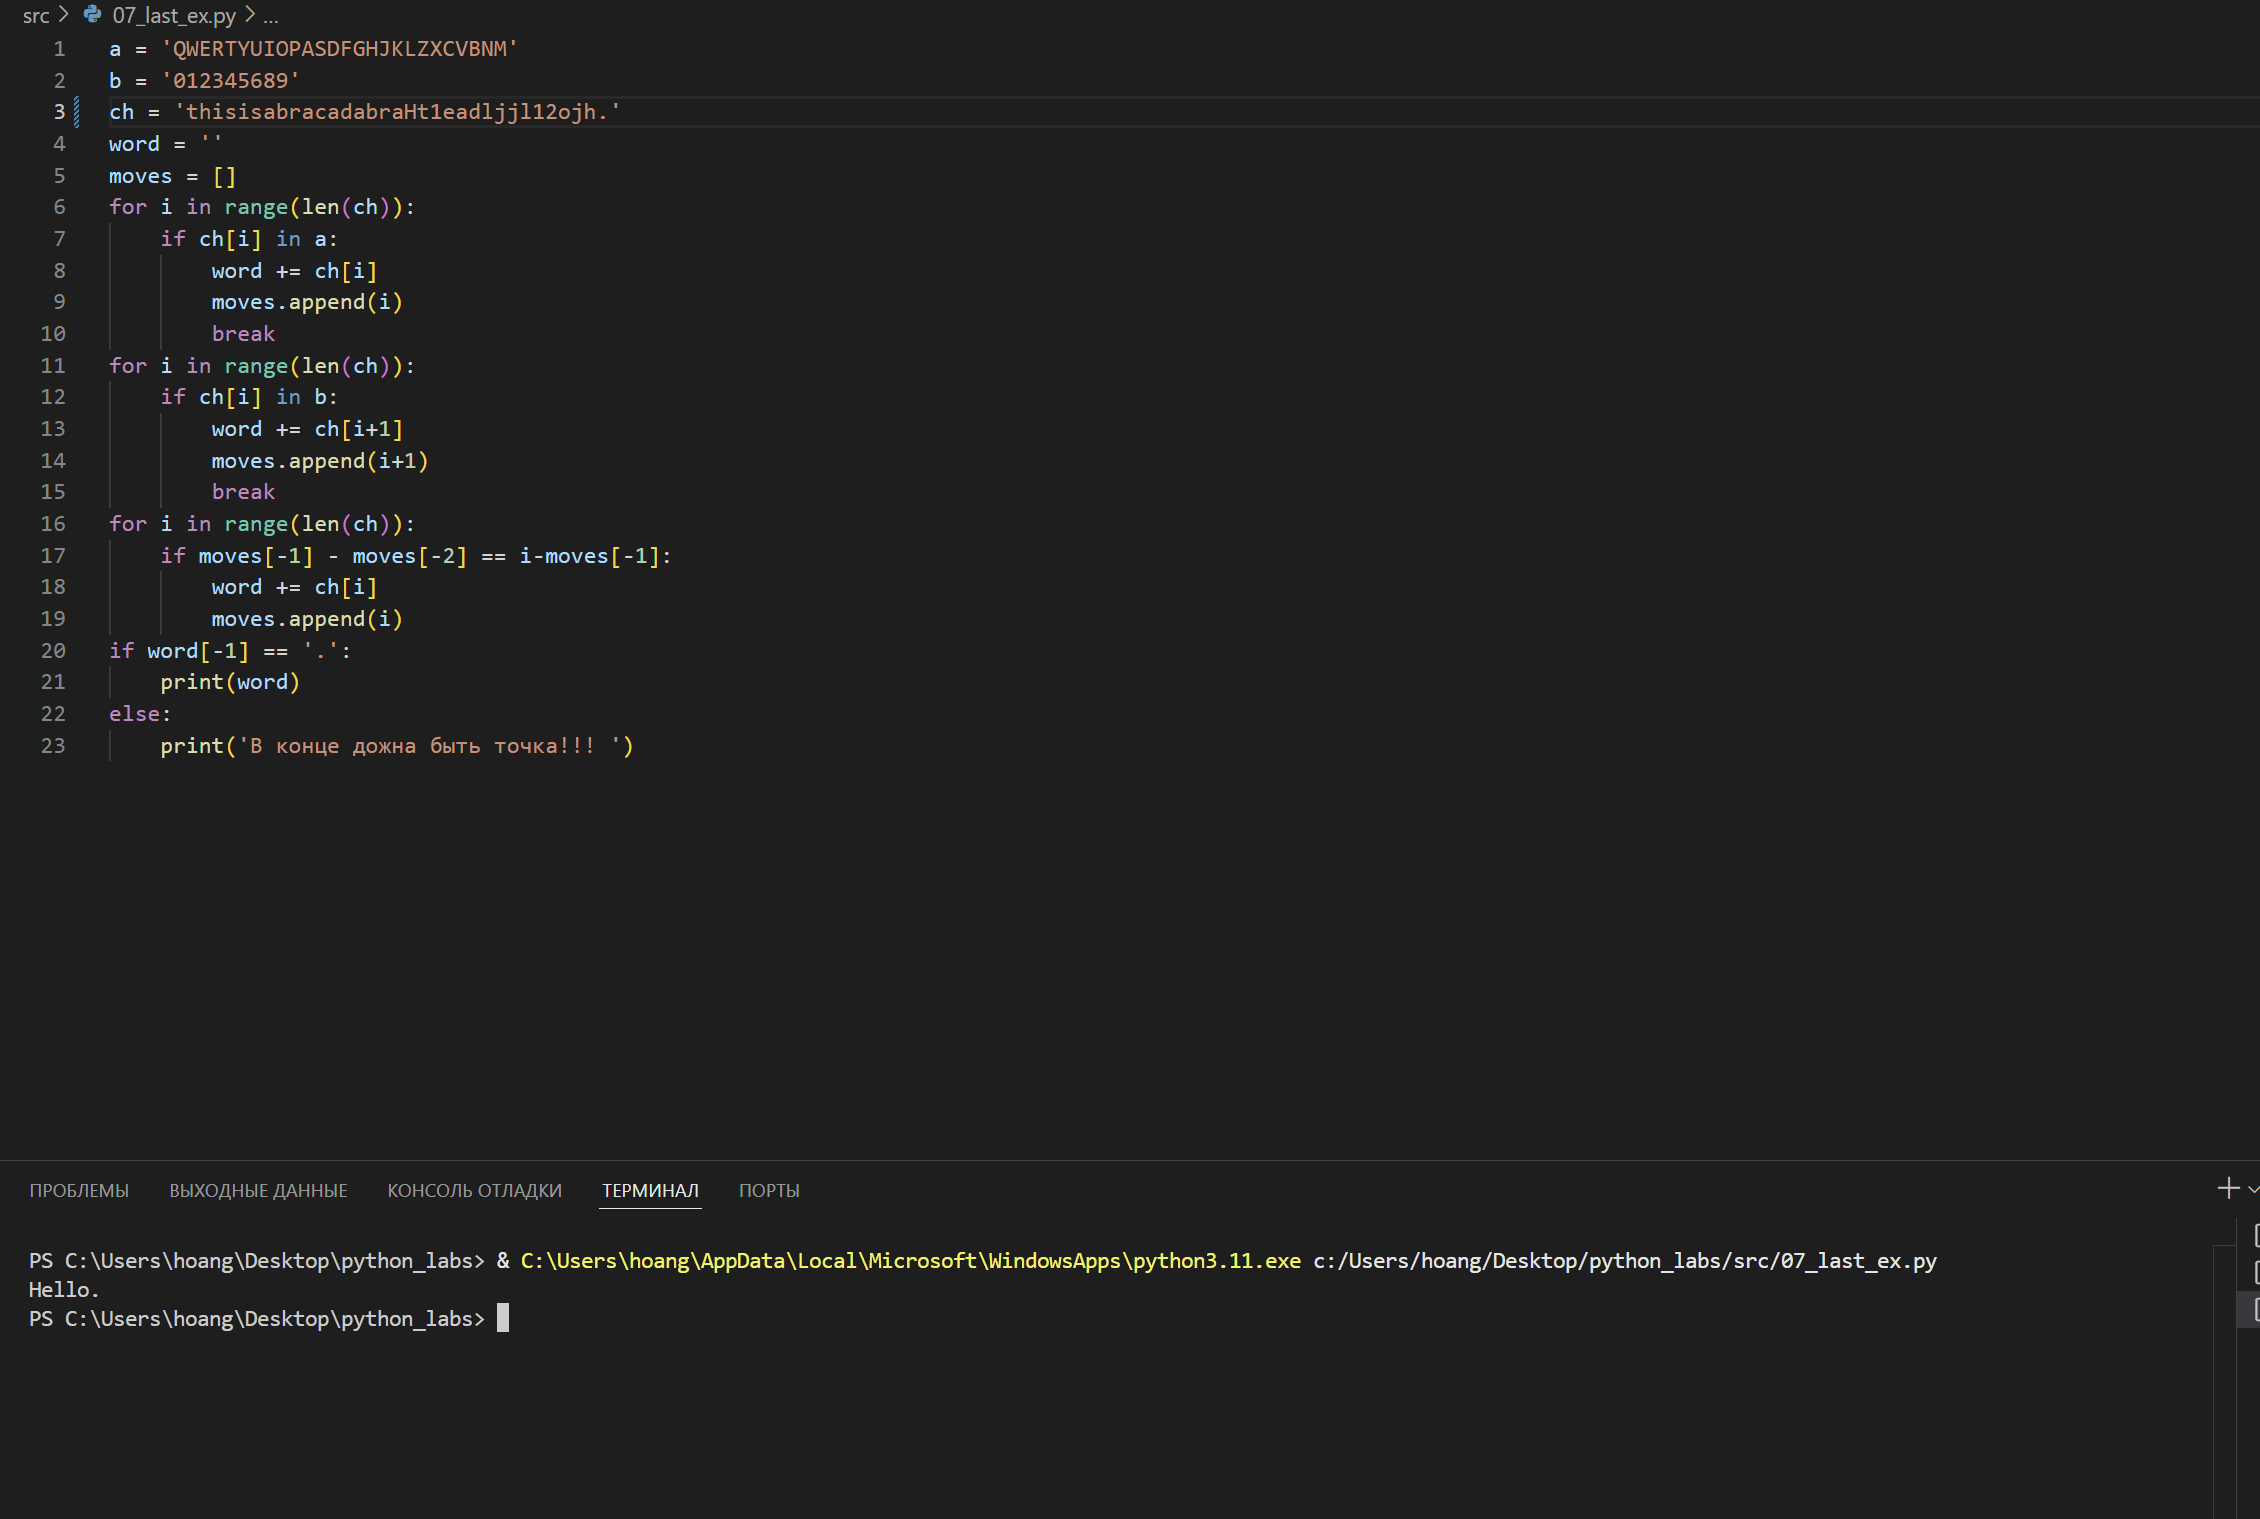 src > 07_last_ex.py > ...
1 a = 'QWERTYUIOPASDFGHJKLZXCVBNM'
2 b = '012345689'
3 ch = 'thisisabracadabraHt1eadljjl12ojh.'
4 word = ''
5 moves = []
6 for i in range(len(ch)):
7     if ch[i] in a:
8         word += ch[i]
9         moves.append(i)
10         break
11 for i in range(len(ch)):
12     if ch[i] in b:
13         word += ch[i+1]
14         moves.append(i+1)
15         break
16 for i in range(len(ch)):
17     if moves[-1] - moves[-2] == i-moves[-1]:
18         word += ch[i]
19         moves.append(i)
20 if word[-1] == '.':
21     print(word)
22 else:
23     print('В конце дожна быть точка!!! ')
ПРОБЛЕМЫ ВЫХОДНЫЕ ДАННЫЕ КОНСОЛЬ ОТЛАДКИ ТЕРМИНАЛ ПОРТЫ
PS C:\Users\hoang\Desktop\python_labs> & C:\Users\hoang\AppData\Local\Microsoft\WindowsApps\python3.11.exe c:/Users/hoang/Desktop/python_labs/src/07_last_ex.py
Hello.
PS C:\Users\hoang\Desktop\python_labs>